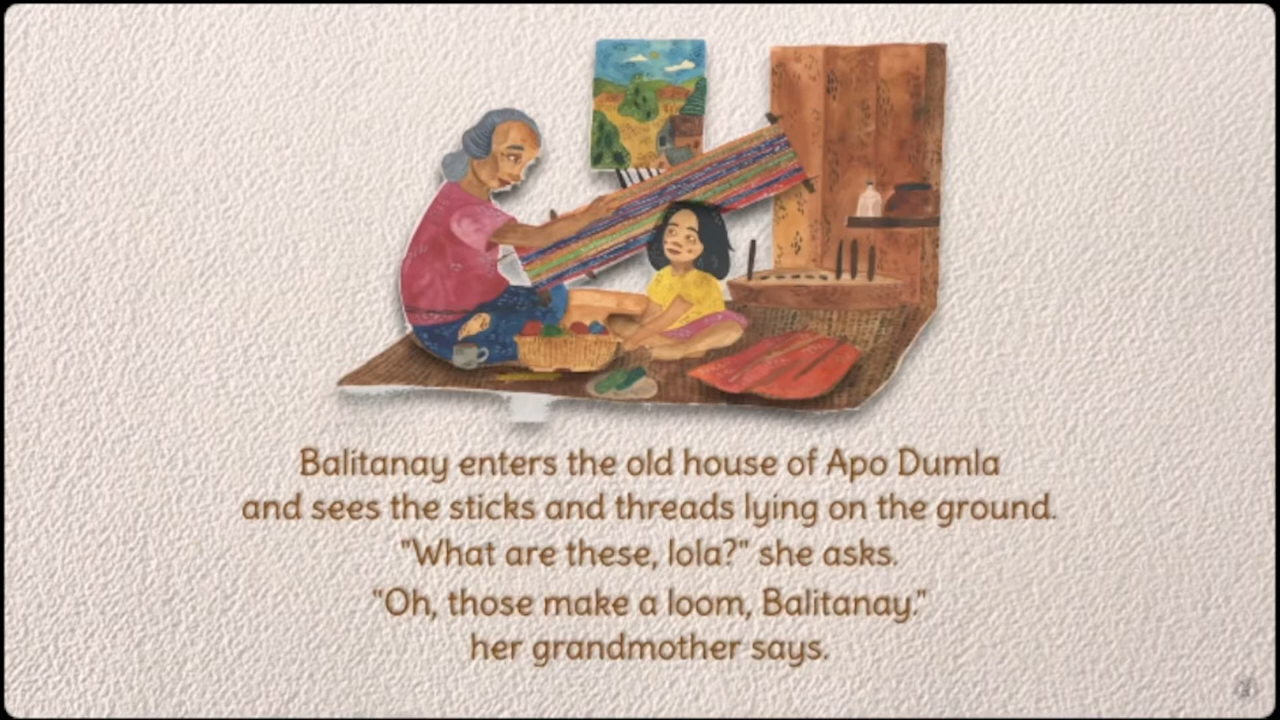 Balitanay enters the old house of Apo Dumla
and sees the sticks and threads lying on the ground.
"What are these, lola?" she asks.
"Oh, those make a loom, Balitanay."
her grandmother says.